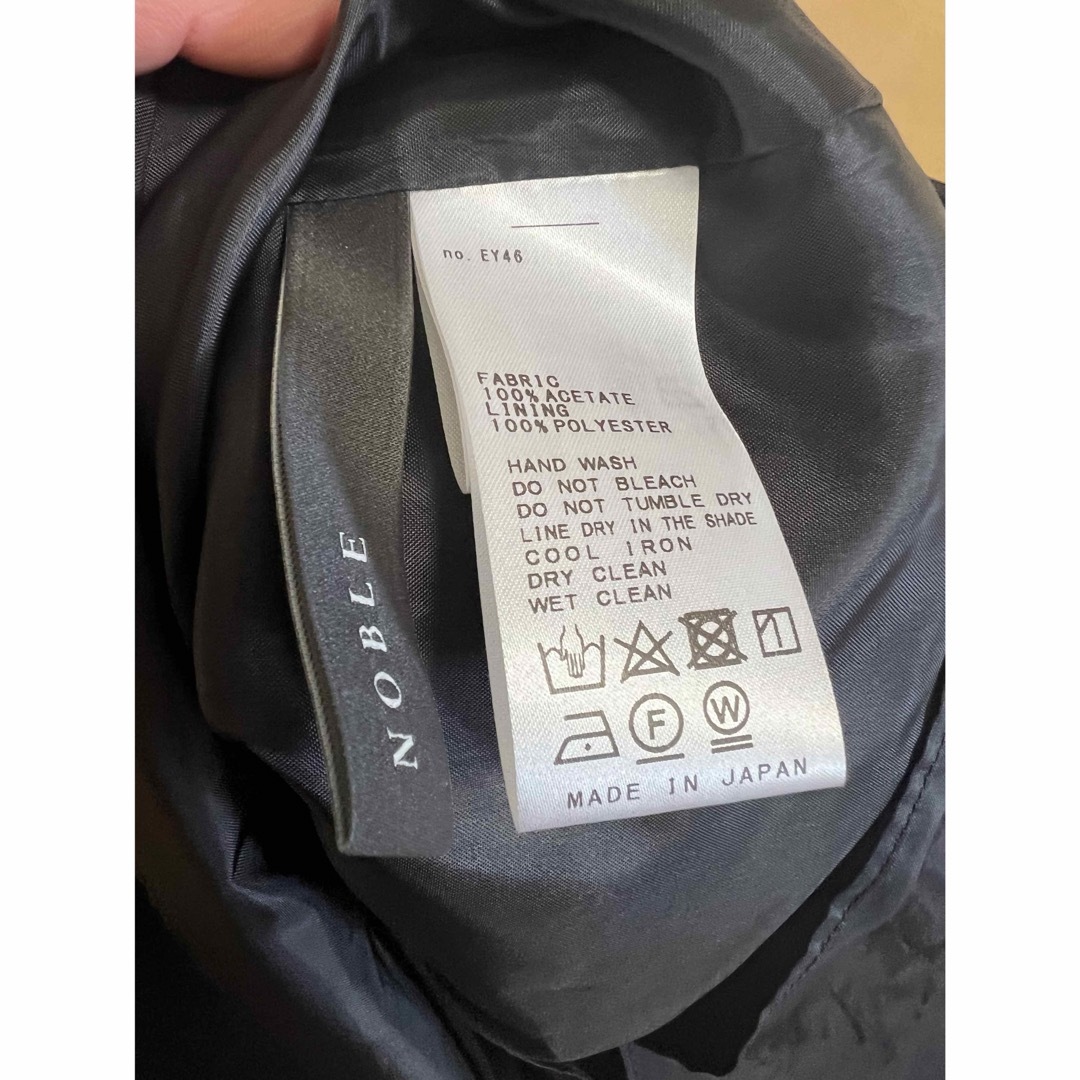 no. EY46
FABRIC
100% ACETATE
LINING
100% POLYESTER
HAND WASH
DO NOT BLEACH
DO NOT TUMBLE DRY
LINE DRY IN THE SHADE
COOL IRON
DRY CLEAN
WET CLEAN
F
W
MADE IN JAPAN
NOBLE